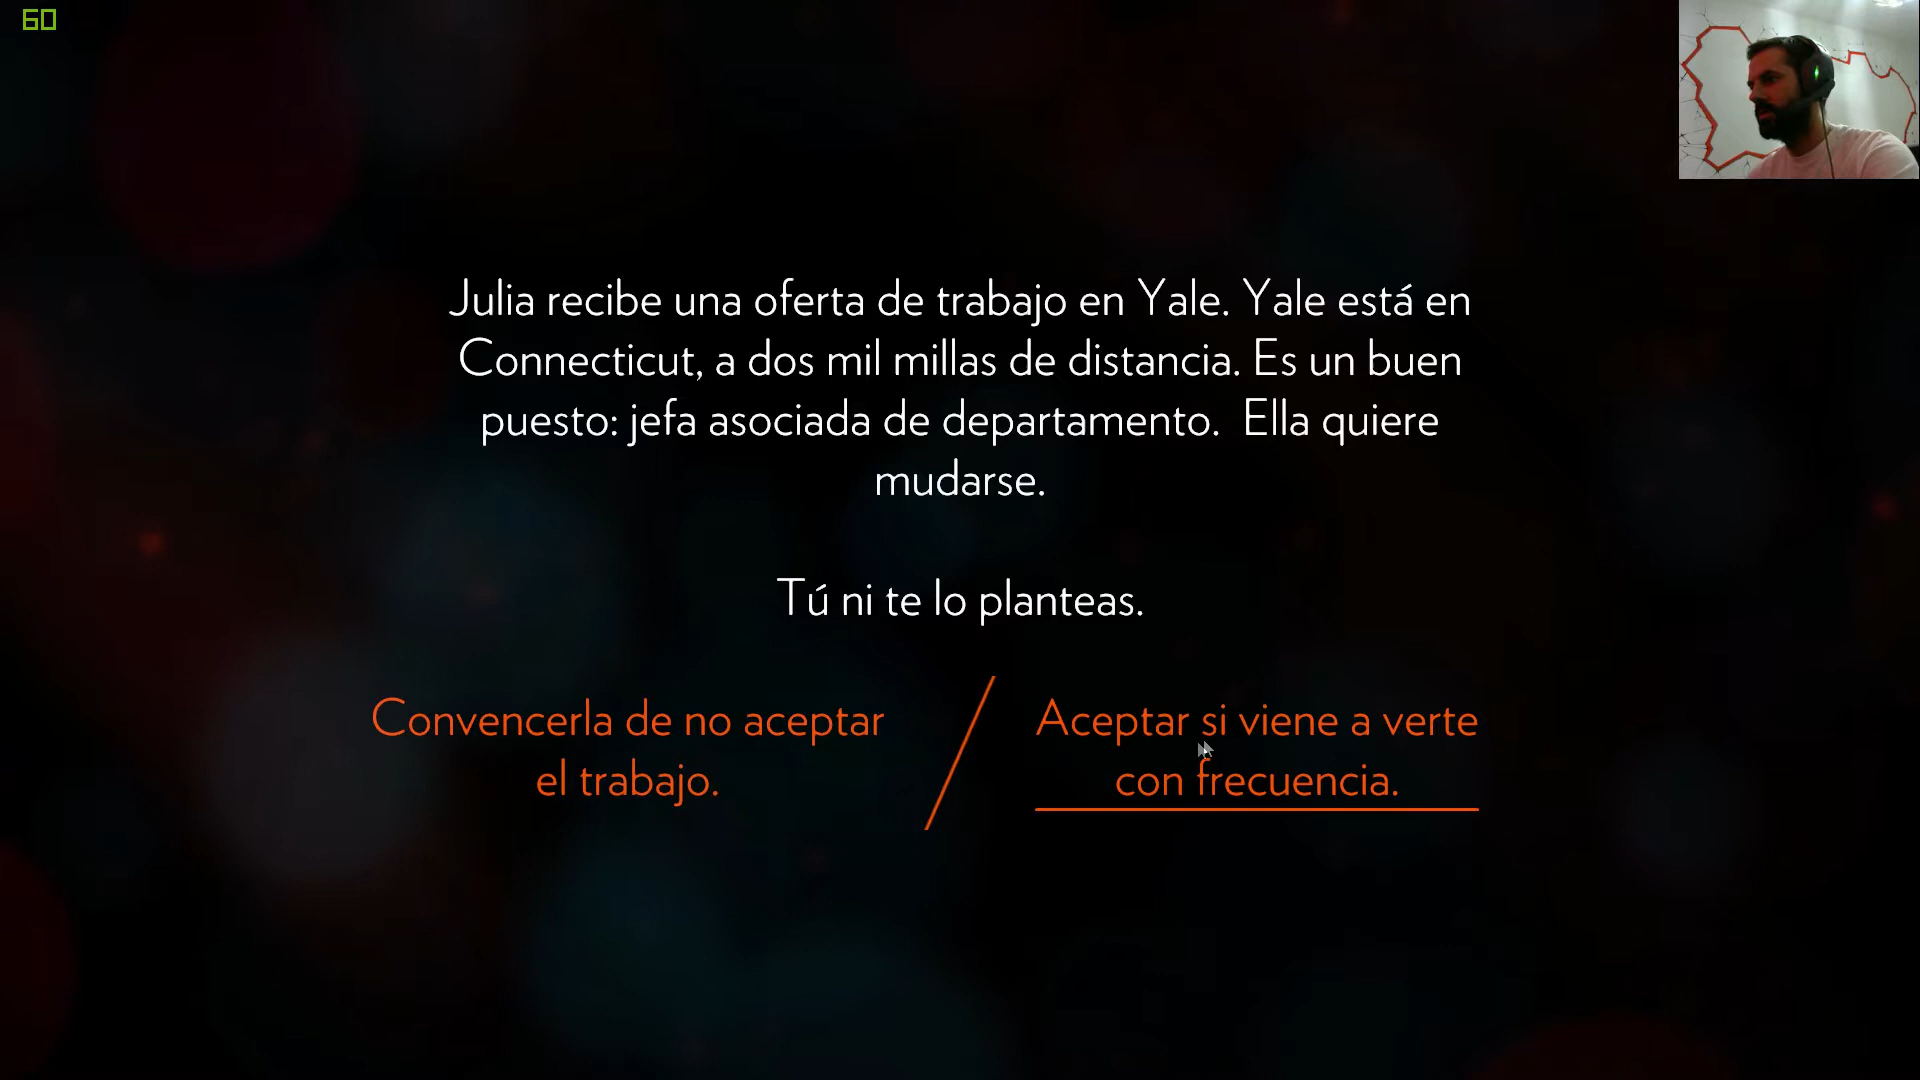 60
Julia recibe una oferta de trabajo en Yale. Yale está en
Connecticut, a dos mil millas de distancia. Es un buen
puesto: jefa asociada de departamento. Ella quiere
mudarse.
Tú ni te lo planteas.
Convencerla de no aceptar
el trabajo.
Aceptar si viene a verte
con frecuencia.